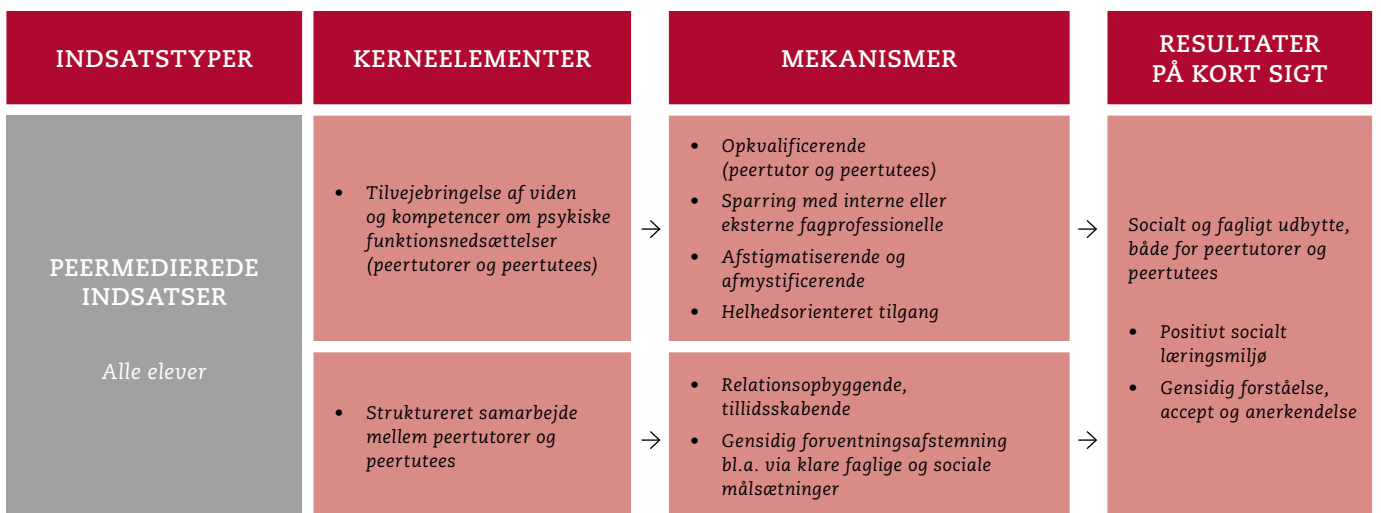 INDSATSTYPER
KERNEELEMENTER
MEKANISMER
RESULTATER
PÅ KORT SIGT
PEERMEDIEREDE
INDSATSER
Alle elever
• Tilvejebringelse af viden
og kompetencer om psykiske
funktionsnedsættelser
(peertutorer og peertutees)
→
• Opkvalificerende
(peertutor og peertutees)
• Sparring med interne eller
eksterne fagprofessionelle
• Afstigmatiserende og
afmystificerende
• Helhedsorienteret tilgang
→
• Struktureret samarbejde
mellem peertutorer og
peertutees
→
• Relationsopbyggende,
tillidsskabende
• Gensidig forventningsafstemning
bl.a. via klare faglige og sociale
målsætninger
→
Socialt og fagligt udbytte,
både for peertutorer og
peertutees
• Positivt socialt
læringsmiljø
• Gensidig forståelse,
accept og anerkendelse